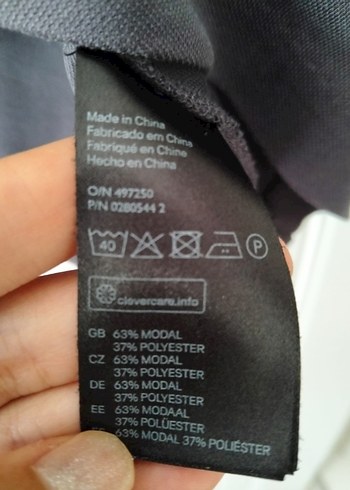 Made in China
Fabricado em China
Fabriqué en Chine
Hecho en China
O/N 497250
P/N 0280544 2
40 P
clevercare.info
GB 63% MODAL
37% POLYESTER
CZ 63% MODAL
37% POLYESTER
DE 63% MODAL
37% POLYESTER
EE 63% MODAAL
37% POLÜESTER
63% MODAL 37% POLIÉSTER